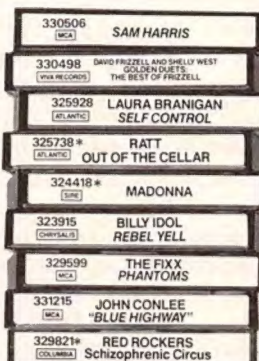 330506
MCA
SAM HARRIS
330498
VIVA RECORDS
DAVID FRIZZELL AND SHELLY WEST
GOLDEN DUETS:
THE BEST OF FRIZZELL
325928
ATLANTIC
LAURA BRANIGAN
SELF CONTROL
325738*
ATLANTIC
RATT
OUT OF THE CELLAR
324418*
SIRE
MADONNA
323915
CHRYSALIS
BILLY IDOL
REBEL YELL
329599
MCA
THE FIXX
PHANTOMS
331215
MCA
JOHN CONLEE
"BLUE HIGHWAY"
329821*
COLUMBIA
RED ROCKERS
Schizophrenic Circus